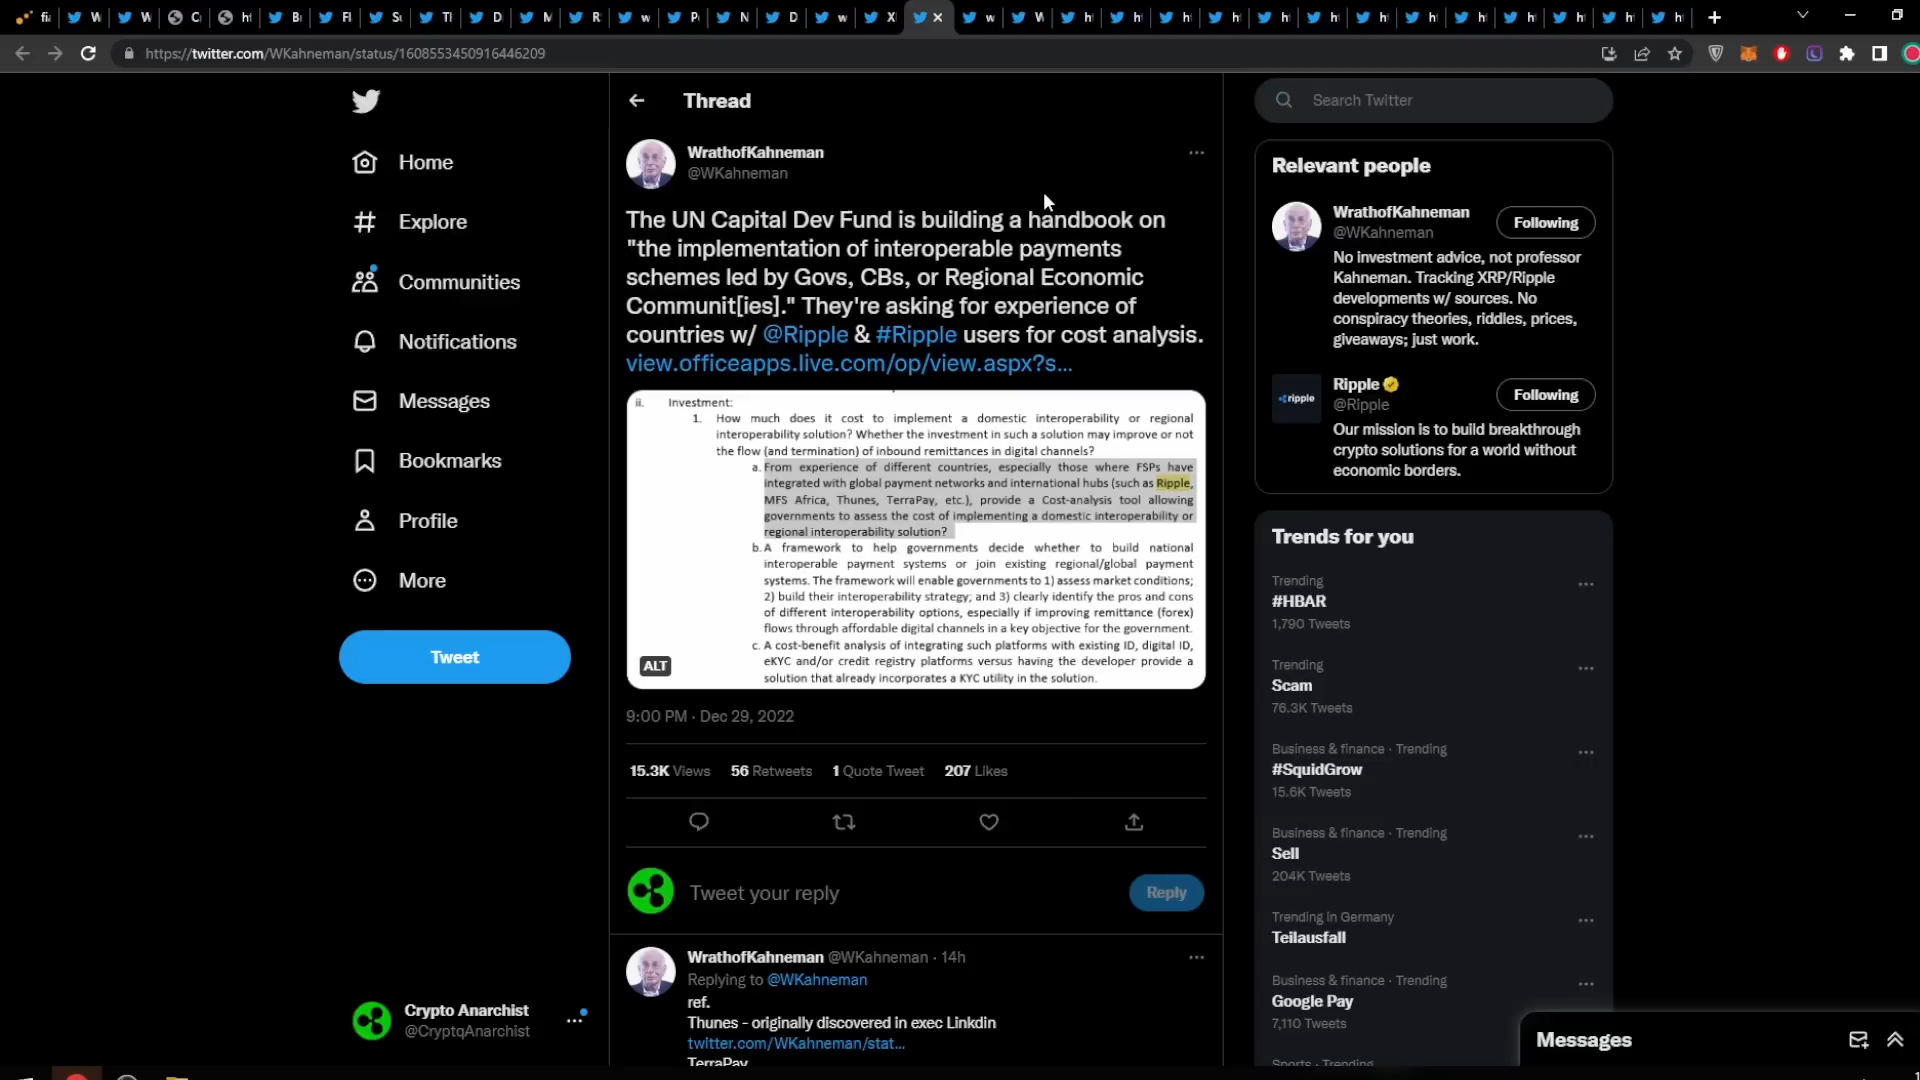 https://twitter.com/WKahneman/status/1608553450916446209
Thread
Search Twitter
Home
Explore
Communities
Notifications
Messages
Bookmarks
Profile
More
Tweet
WrathofKahneman
@WKahneman
The UN Capital Dev Fund is building a handbook on
"the implementation of interoperable payments
schemes led by Govs, CBs, or Regional Economic
Communit[ies]." They're asking for experience of
countries w/ @Ripple & #Ripple users for cost analysis.
view.officeapps.live.com/op/view.aspx?s...
ii. Investment:
1. How much does it cost to implement a domestic interoperability or regional
interoperability solution? Whether the investment in such a solution may improve or not
the flow (and termination) of inbound remittances in digital channels?
a. From experience of different countries, especially those where FSPs have
integrated with global payment networks and international hubs (such as Ripple,
MFS Africa, Thunes, TerraPay, etc.), provide a Cost-analysis tool allowing
governments to assess the cost of implementing a domestic interoperability or
regional interoperability solution?
b. A framework to help governments decide whether to build national
interoperable payment systems or join existing regional/global payment
systems. The framework will enable governments to 1) assess market conditions;
2) build their interoperability strategy; and 3) clearly identify the pros and cons
of different interoperability options, especially if improving remittance (forex)
flows through affordable digital channels in a key objective for the government.
c. A cost-benefit analysis of integrating such platforms with existing ID, digital ID,
eKYC and/or credit registry platforms versus having the developer provide a
solution that already incorporates a KYC utility in the solution.
ALT
9:00 PM · Dec 29, 2022
15.3K Views 56 Retweets 1 Quote Tweet 207 Likes
Tweet your reply
Reply
WrathofKahneman @WKahneman · 14h
Replying to @WKahneman
ref.
Thunes - originally discovered in exec Linkdin
twitter.com/WKahneman/stat...
TerraPay
Crypto Anarchist
@CryptqAnarchist
Relevant people
WrathofKahneman
@WKahneman
Following
No investment advice, not professor
Kahneman. Tracking XRP/Ripple
developments w/ sources. No
conspiracy theories, riddles, prices,
giveaways; just work.
ripple
Ripple
@Ripple
Following
Our mission is to build breakthrough
crypto solutions for a world without
economic borders.
Trends for you
Trending
#HBAR
1,790 Tweets
Trending
Scam
76.3K Tweets
Business & finance · Trending
#SquidGrow
15.6K Tweets
Business & finance · Trending
Sell
204K Tweets
Trending in Germany
Teilausfall
Business & finance · Trending
Google Pay
7,110 Tweets
Sports · Trending
Messages